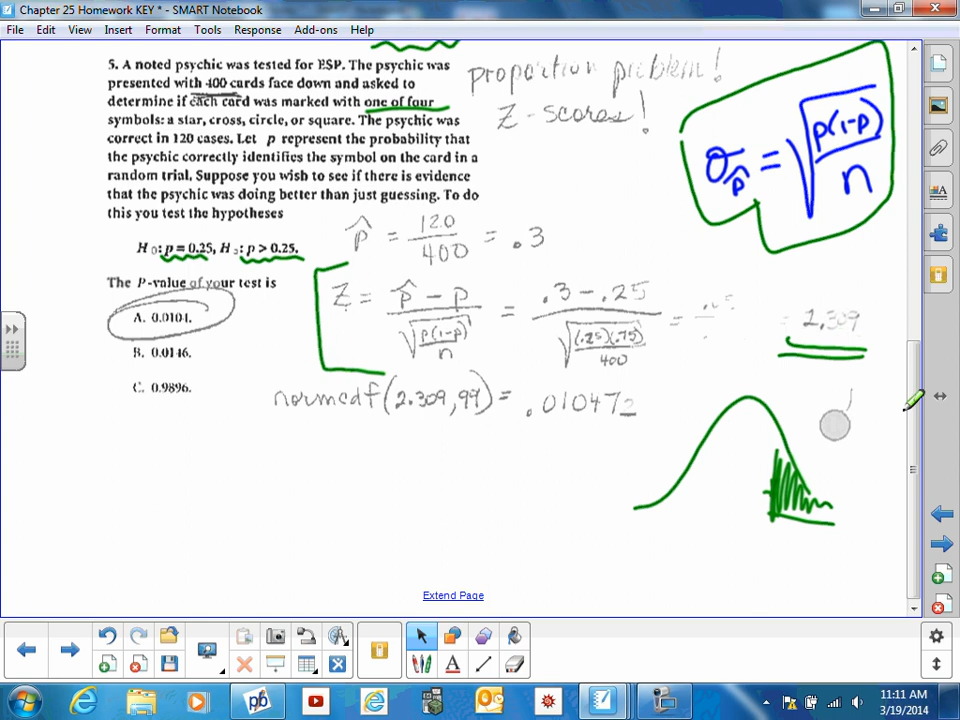 Chapter 25 Homework KEY * - SMART Notebook
File Edit View Insert Format Tools Response Add-ons Help
5. A noted psychic was tested for ESP. The psychic was
presented with 400 cards face down and asked to
determine if each card was marked with one of four
symbols: a star, cross, circle, or square. The psychic was
correct in 120 cases. Let p represent the probability that
the psychic correctly identifies the symbol on the card in a
random trial. Suppose you wish to see if there is evidence
that the psychic was doing better than just guessing. To do
this you test the hypotheses
proportion problem!
Z-scores!
σp̂ = √(p(1-p)/n)
p̂ = 120/400 = .3
H 0: p = 0.25, H a: p > 0.25.
The P-value of your test is
Z = (p̂ - p)/√(p(1-p)/n) = (.3 - .25)/√((.25)(.75)/400) = = 2.309
A. 0.0104.
B. 0.0146.
C. 0.9896.
normcdf(2.309,99) = .010472
Extend Page
11:11 AM
3/19/2014